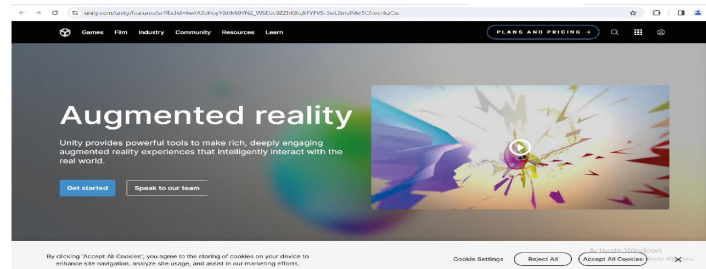 Games Film Industry Community Resources Learn
PLANS AND PRICING →
Augmented reality
Unity provides powerful tools to make rich, deeply engaging
augmented reality experiences that intelligently interact with the
real world.
Get started Speak to our team
Activate Windows
By clicking "Accept All Cookies", you agree to the storing of cookies on your device to
enhance site navigation, analyze site usage, and assist in our marketing efforts.
Cookie Settings Reject All Accept All Cookies